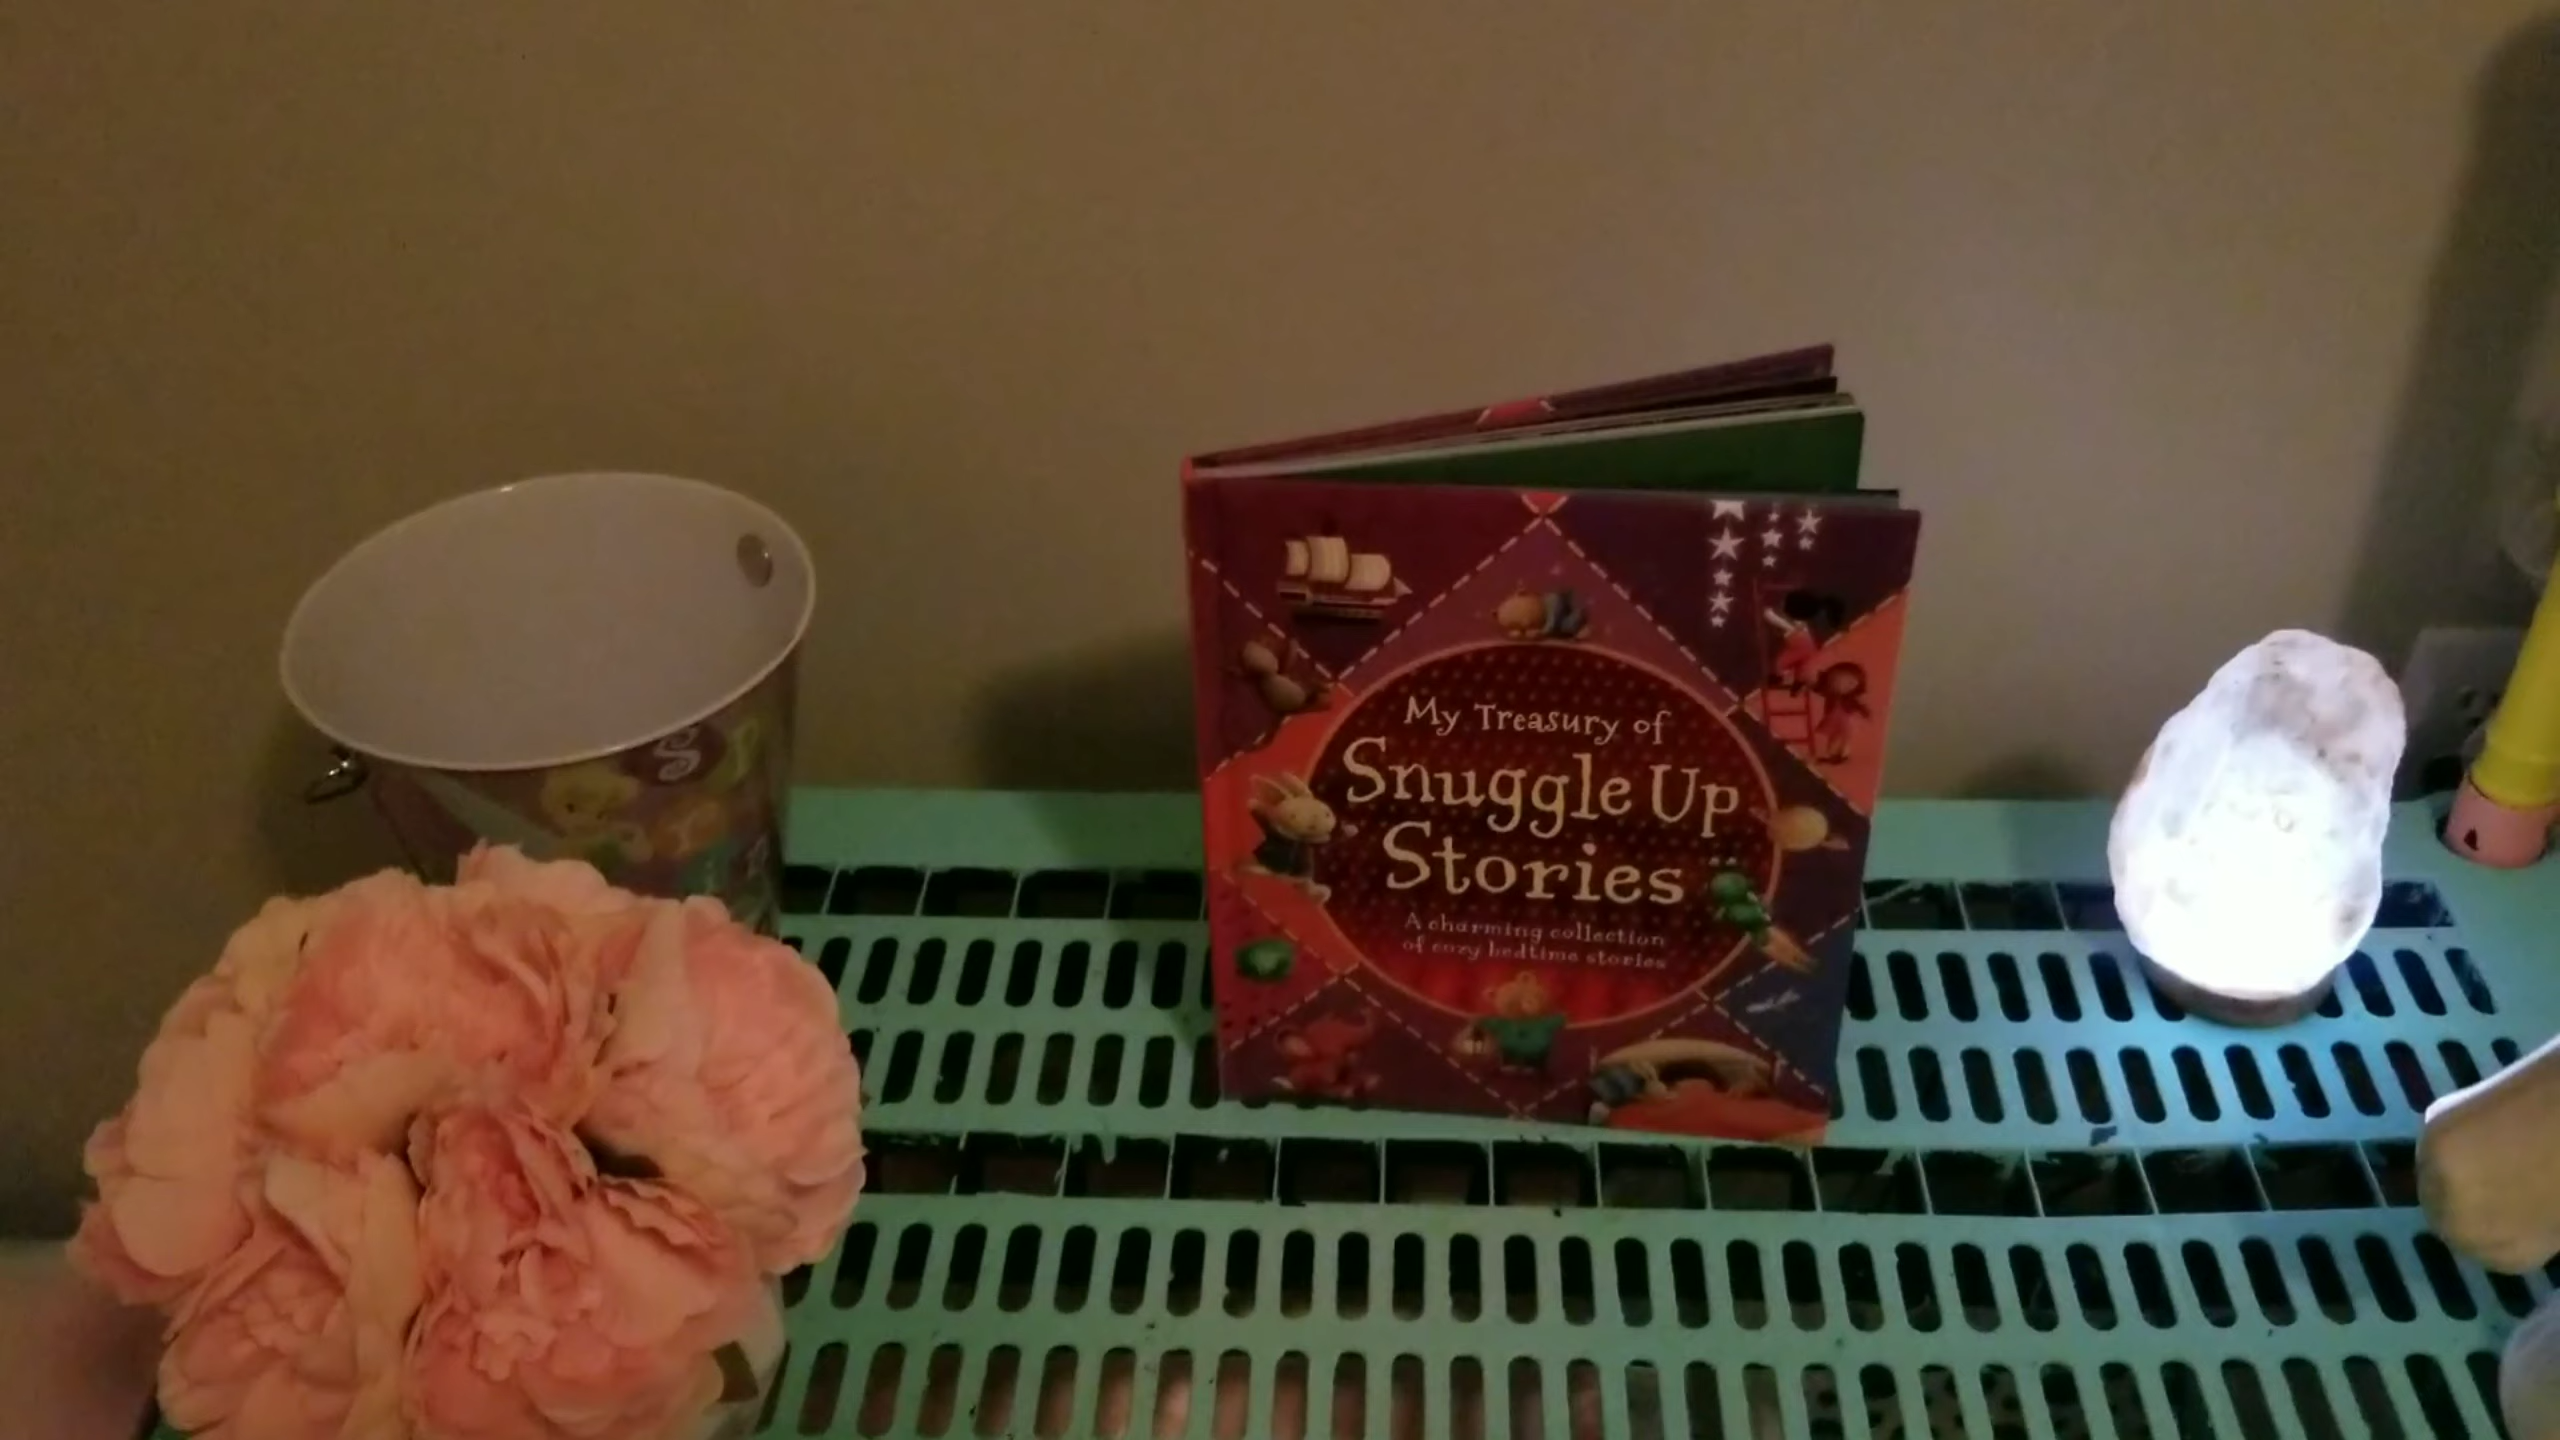 My Treasury of
Snuggle Up
Stories
A charming collection
of cozy bedtime stories